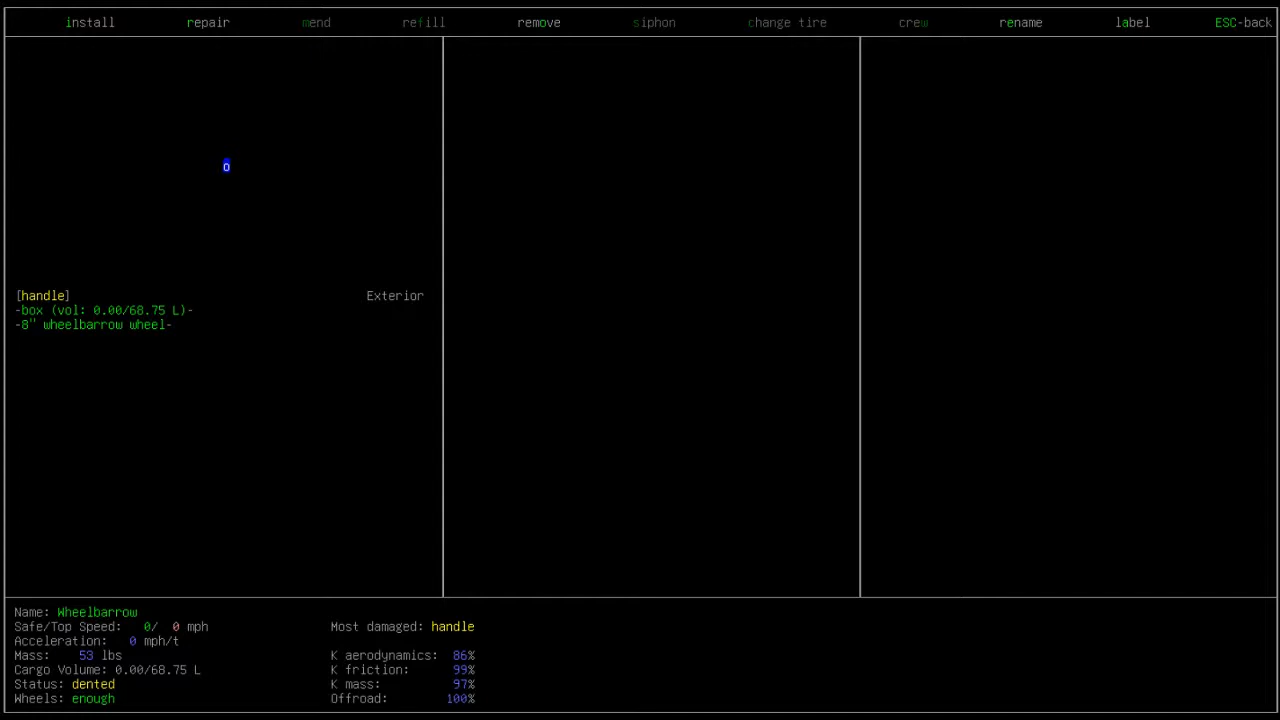 install repair mend refill remove siphon change tire crew rename label ESC-back
o
[handle] Exterior
-box (vol: 0.00/68.75 L)-
-8" wheelbarrow wheel-
Name: Wheelbarrow
Safe/Top Speed: 0/ 0 mph Most damaged: handle
Acceleration: 0 mph/t
Mass: 53 lbs K aerodynamics: 86%
Cargo Volume: 0.00/68.75 L K friction: 99%
Status: dented K mass: 97%
Wheels: enough Offroad: 100%